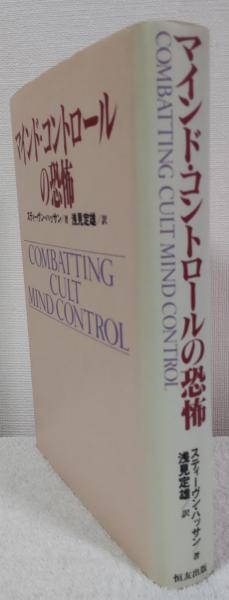 マインド・コントロール
の恐怖
スティーヴン・ハッサン/著 浅見定雄/訳
COMBATTING
CULT
MIND CONTROL
マインド・コントロールの恐怖
COMBATTING CULT MIND CONTROL
スティーヴン・ハッサン 著
浅見定雄 訳
恒友出版